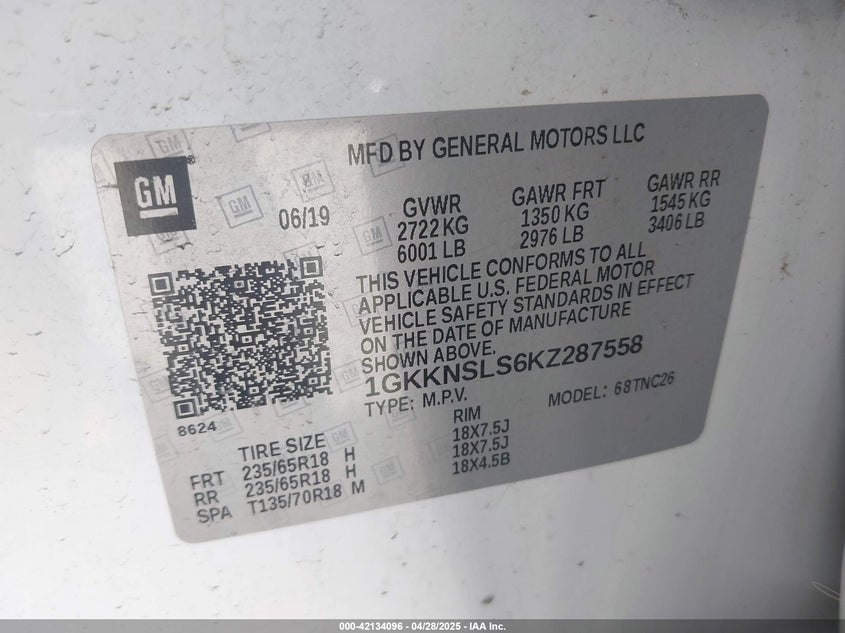 MFD BY GENERAL MOTORS LLC
GM
06/19
GVWR GAWR FRT GAWR RR
2722 KG 1350 KG 1545 KG
6001 LB 2976 LB 3406 LB
THIS VEHICLE CONFORMS TO ALL
APPLICABLE U.S. FEDERAL MOTOR
VEHICLE SAFETY STANDARDS IN EFFECT
ON THE DATE OF MANUFACTURE
SHOWN ABOVE.
1GKKNSLS6KZ287558
TYPE: M.P.V. MODEL: 68TNC26
8624
TIRE SIZE RIM
FRT 235/65R18 H 18X7.5J
RR 235/65R18 H 18X7.5J
SPA T135/70R18 M 18X4.5B
000-42134096 - 04/28/2025 - IAA Inc.